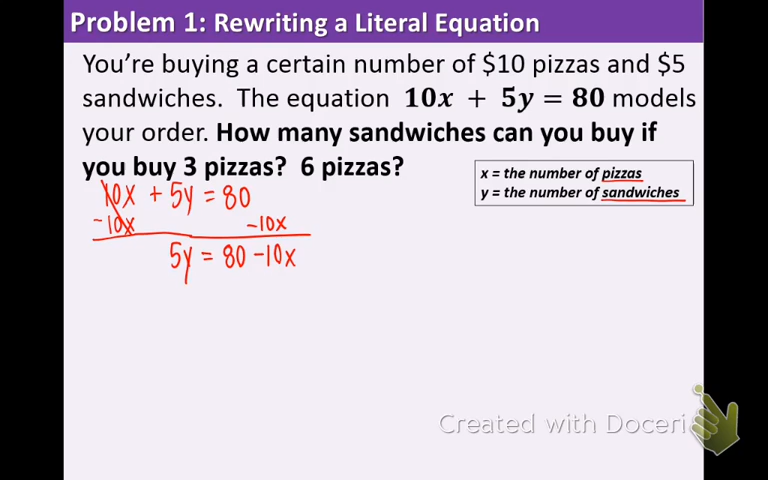 Problem 1: Rewriting a Literal Equation
You're buying a certain number of $10 pizzas and $5
sandwiches. The equation 10x + 5y = 80 models
your order. How many sandwiches can you buy if
you buy 3 pizzas? 6 pizzas?
x = the number of pizzas
y = the number of sandwiches
10x + 5y = 80
-10x -10x
5y = 80 -10x
Created with Doceri